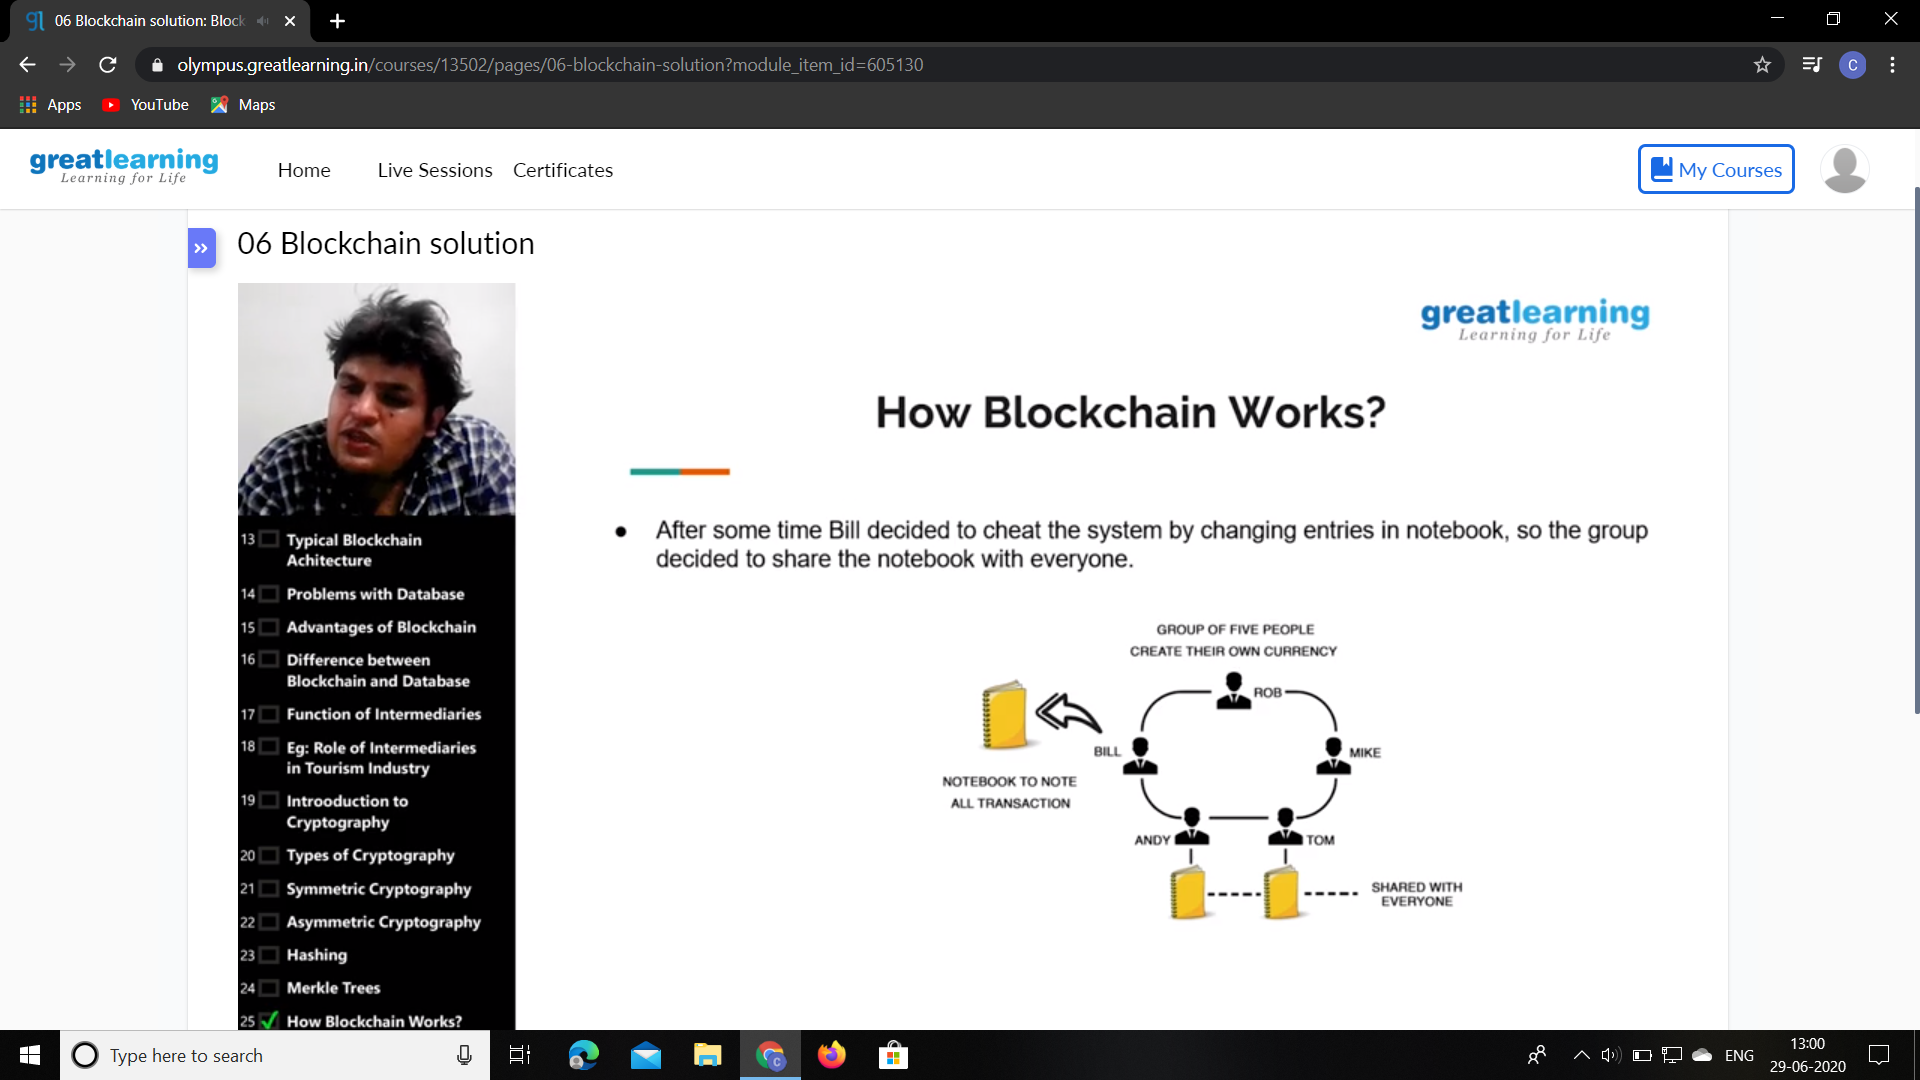 06 Blockchain solution: Block
olympus.greatlearning.in/courses/13502/pages/06-blockchain-solution?module_item_id=605130
C
Apps
YouTube
Maps
greatlearning
Learning for Life
Home
Live Sessions
Certificates
My Courses
06 Blockchain solution
greatlearning
Learning for Life
How Blockchain Works?
After some time Bill decided to cheat the system by changing entries in notebook, so the group
decided to share the notebook with everyone.
GROUP OF FIVE PEOPLE
CREATE THEIR OWN CURRENCY
ROB
BILL
MIKE
NOTEBOOK TO NOTE
ALL TRANSACTION
ANDY
TOM
SHARED WITH
EVERYONE
13 Typical Blockchain
Achitecture
14 Problems with Database
15 Advantages of Blockchain
16 Difference between
Blockchain and Database
17 Function of Intermediaries
18 Eg: Role of Intermediaries
in Tourism Industry
19 Introoduction to
Cryptography
20 Types of Cryptography
21 Symmetric Cryptography
22 Asymmetric Cryptography
23 Hashing
24 Merkle Trees
25 How Blockchain Works?
Type here to search
C
ENG
13:00
29-06-2020